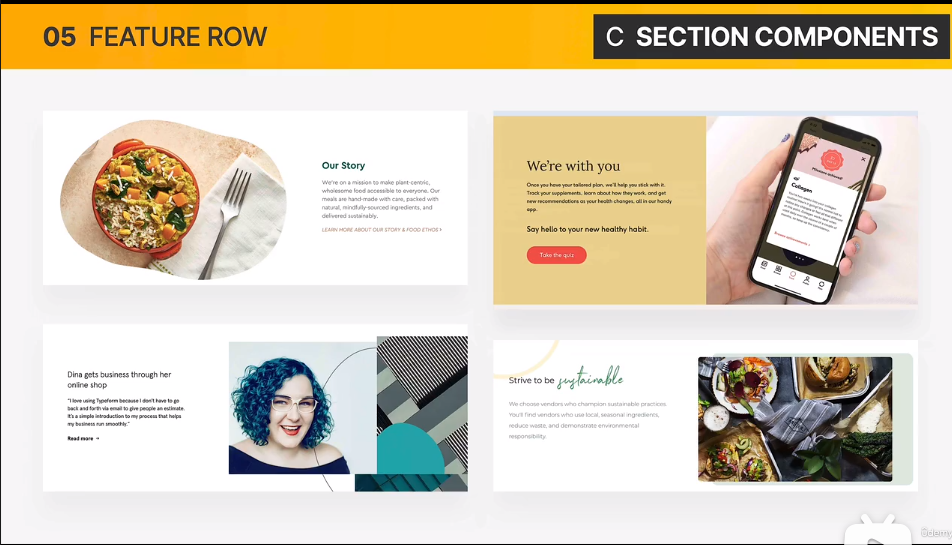 05 FEATURE ROW
C SECTION COMPONENTS
Our Story
We're on a mission to make plant-centric,
wholesome food accessible to everyone. Our
meals are hand-made with care, packed with
natural, mindfully-sourced ingredients, and
delivered sustainably.
LEARN MORE ABOUT OUR STORY & FOOD ETHOS >
We're with you
Once you have your tailored plan, we'll help you stick with it.
Track your supplements, learn about how they work, and get
new recommendations as your health changes, all in our handy
app.
Say hello to your new healthy habit.
Take the quiz
Collagen
Dina gets business through her
online shop
"I love using Typeform because I don't have to go
back and forth via email to give people an estimate.
It's a simple introduction to my process that helps
my business run smoothly."
Read more →
Strive to be sustainable
We choose vendors who champion sustainable practices.
You'll find vendors who use local, seasonal ingredients,
reduce waste, and demonstrate environmental
responsibility.
Udemy